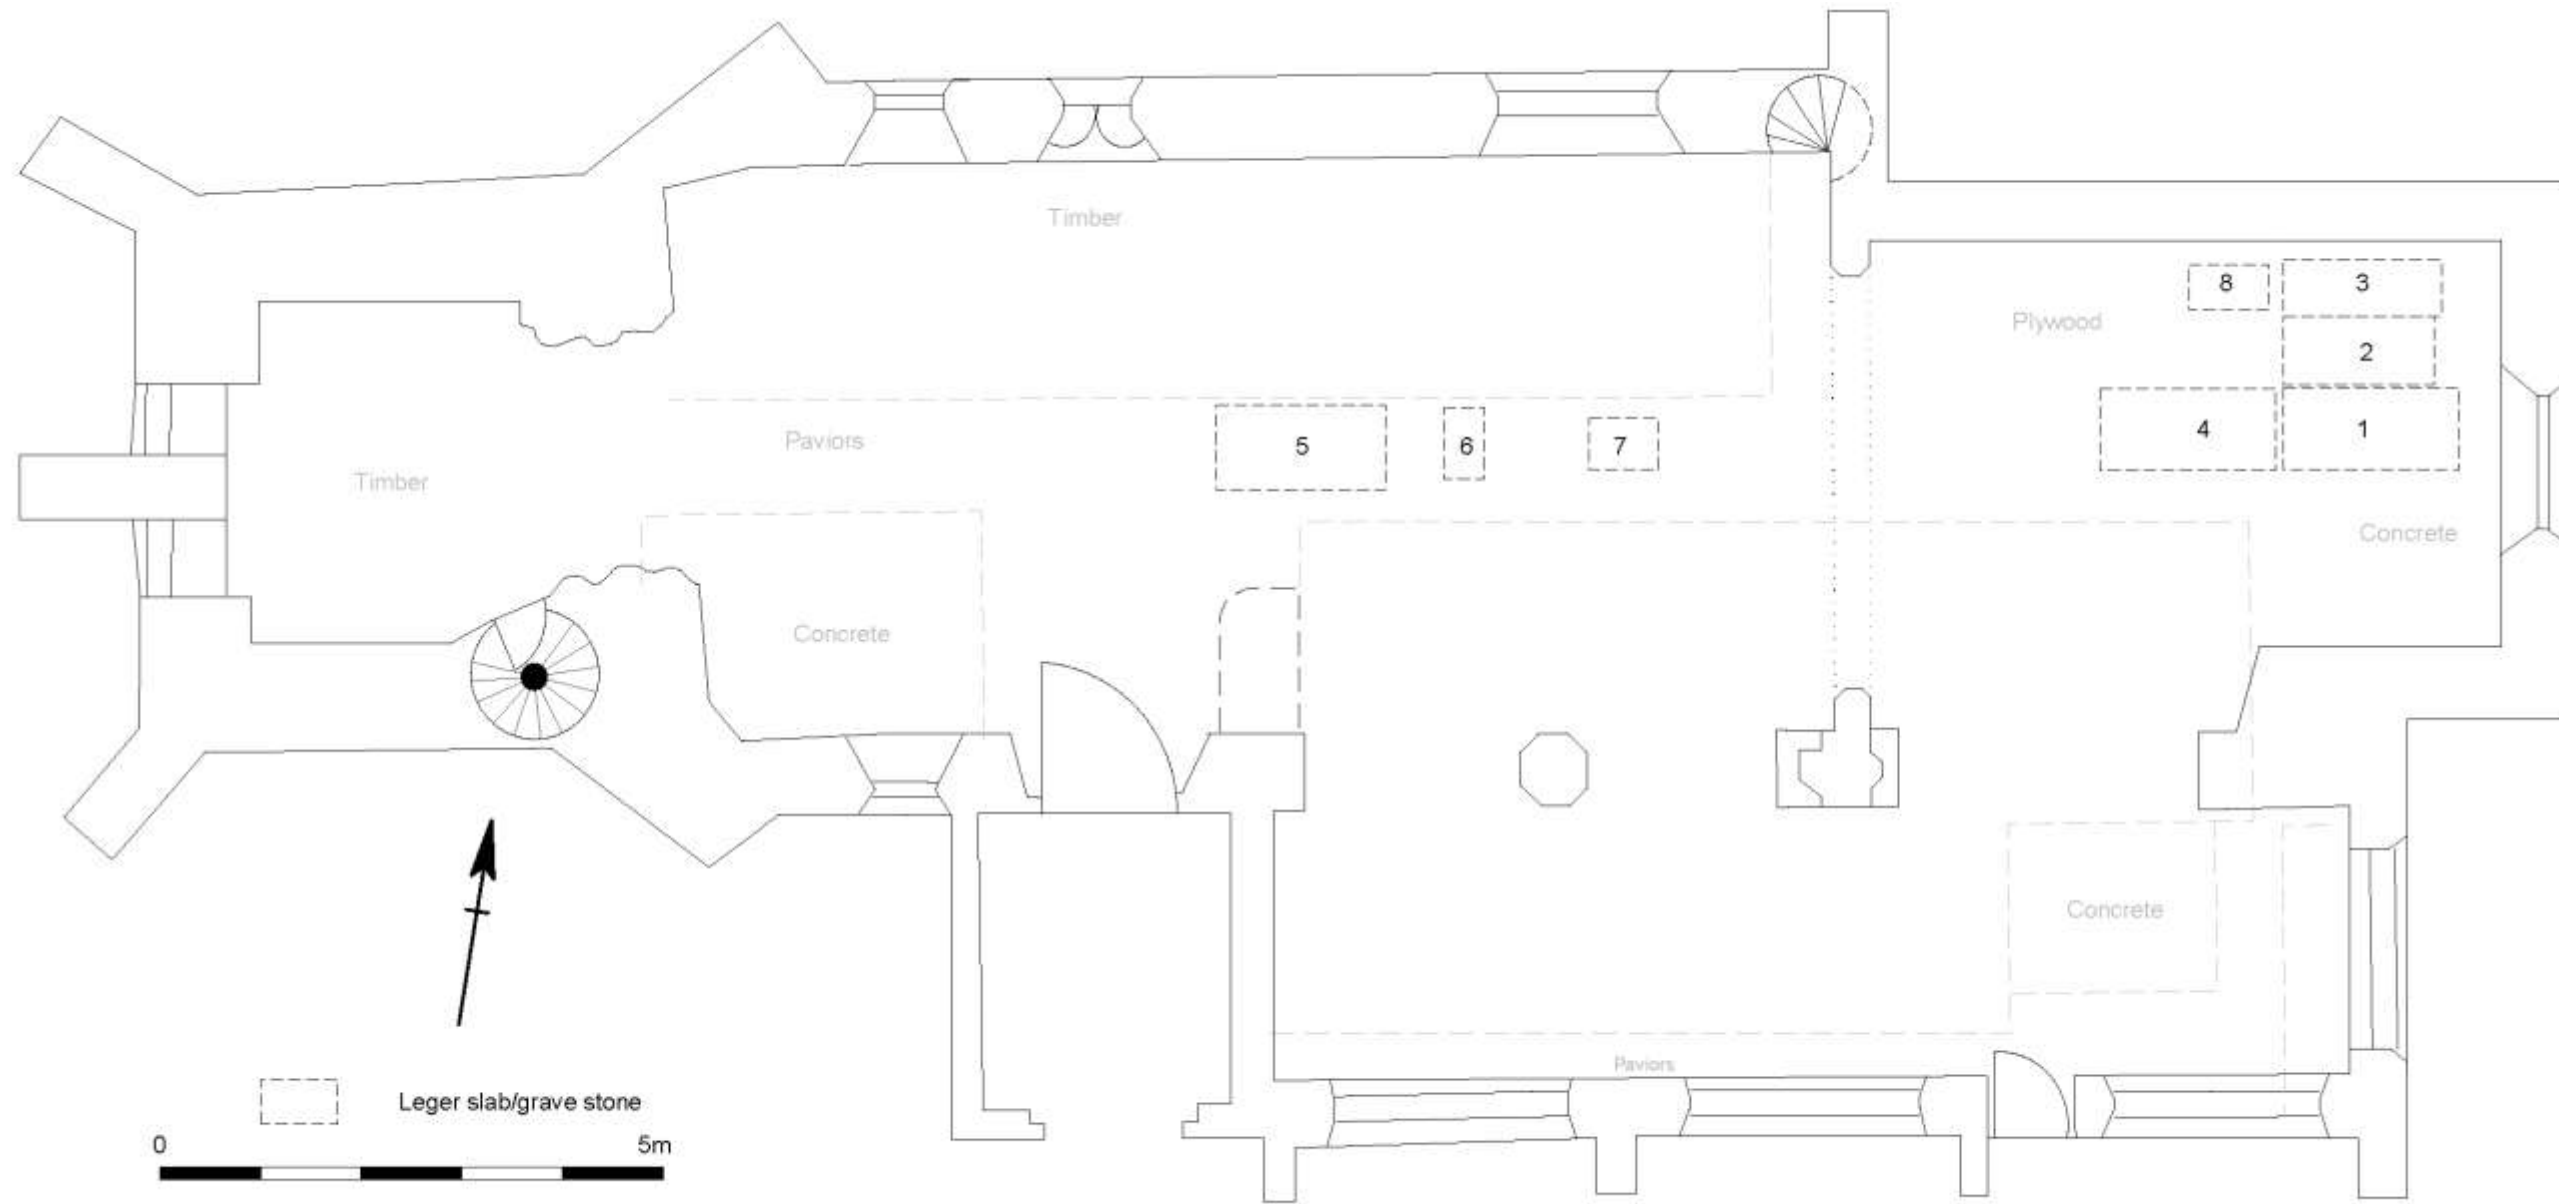 Timber
8
3
Plywood
2
4
1
5
6
7
Paviors
Timber
Concrete
Concrete
Concrete
Paviors
Leger slab/grave stone
0 5m